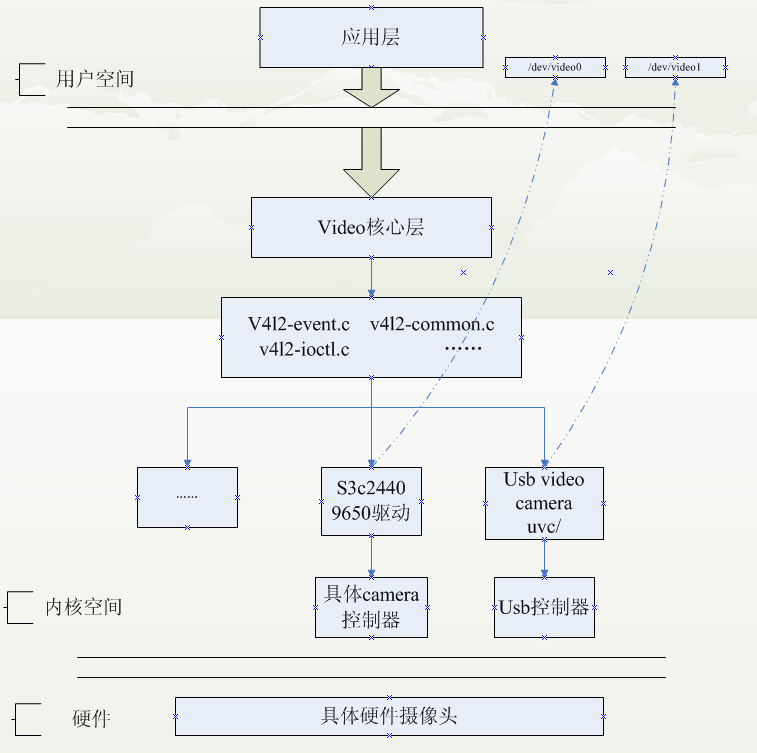 应用层
/dev/video0
/dev/video1
用户空间
Video核心层
V4l2-event.c v4l2-common.c
v4l2-ioctl.c ……
……
S3c2440
9650驱动
Usb video
camera
uvc/
具体camera
控制器
Usb控制器
内核空间
具体硬件摄像头
硬件